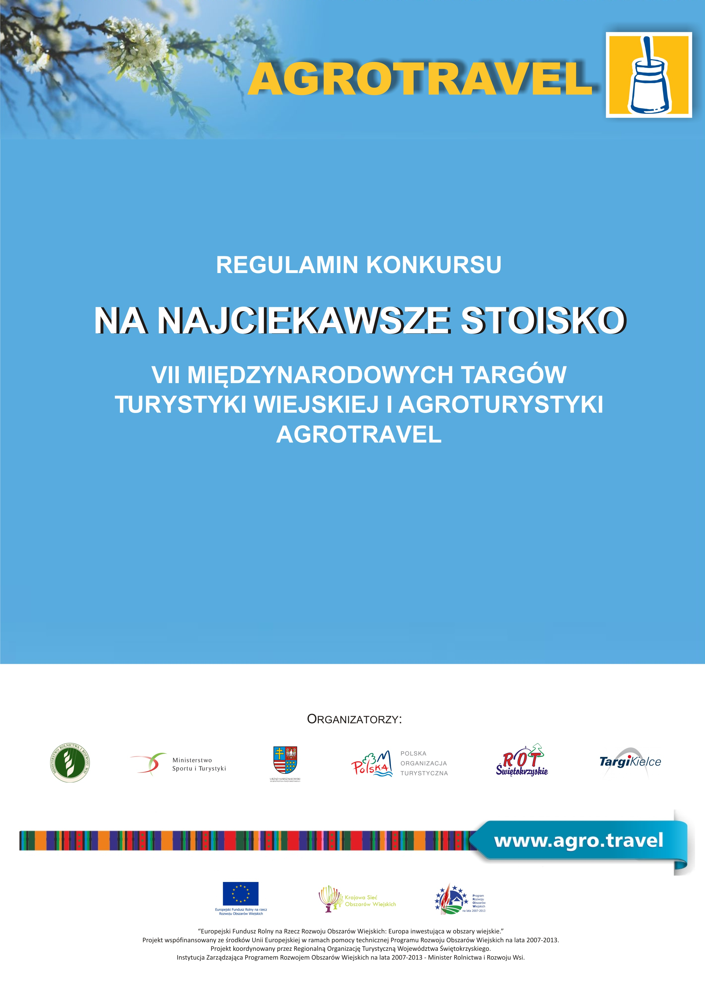 AGROTRAVEL
REGULAMIN KONKURSU
NA NAJCIEKAWSZE STOISKO
VII MIĘDZYNARODOWYCH TARGÓW
TURYSTYKI WIEJSKIEJ I AGROTURYSTYKI
AGROTRAVEL
ORGANIZATORZY:
MINISTERSTWO ROLNICTWA I ROZWOJU WSI
Ministerstwo
Sportu i Turystyki
URZĄD MARSZAŁKOWSKI
WOJEWÓDZTWA ŚWIĘTOKRZYSKIEGO
POLSKA
POLSKA
ORGANIZACJA
TURYSTYCZNA
ROT
Świętokrzyskie
TargiKielce
www.agro.travel
Europejski Fundusz Rolny na rzecz
Rozwoju Obszarów Wiejskich
Krajowa Sieć
Obszarów Wiejskich
Program
Rozwoju
Obszarów
Wiejskich
na lata 2007-2013
“Europejski Fundusz Rolny na Rzecz Rozwoju Obszarów Wiejskich: Europa inwestująca w obszary wiejskie.”
Projekt wspófinansowany ze środków Unii Europejskiej w ramach pomocy technicznej Programu Rozwoju Obszarów Wiejskich na lata 2007-2013.
Projekt koordynowany przez Regionalną Organizację Turystyczną Województwa Świętokrzyskiego.
Instytucja Zarządzająca Programem Rozwojem Obszarów Wiejskich na lata 2007-2013 - Minister Rolnictwa i Rozwoju Wsi.